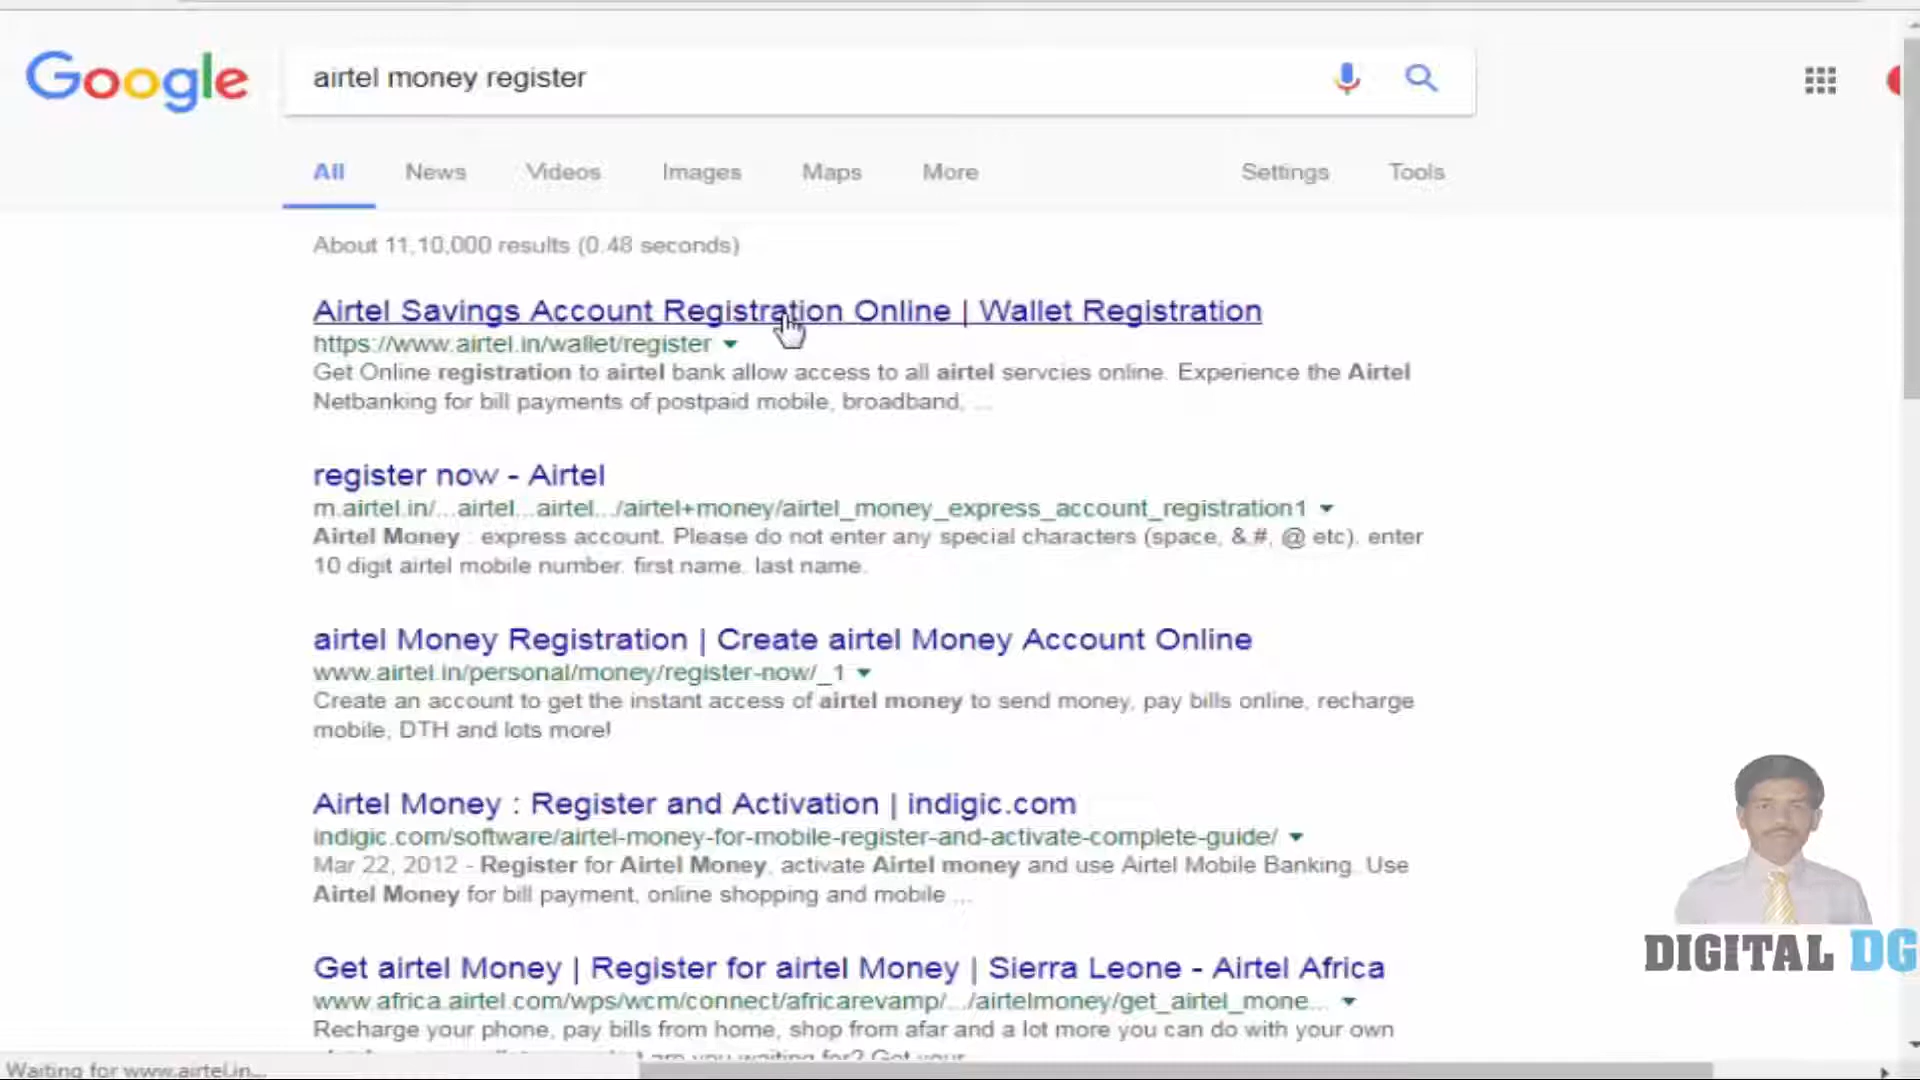 Google
airtel money register
All News Videos Images Maps More Settings Tools
About 11,10,000 results (0.48 seconds)
Airtel Savings Account Registration Online | Wallet Registration
https://www.airtel.in/wallet/register
Get Online registration to airtel bank allow access to all airtel servcies online. Experience the Airtel
Netbanking for bill payments of postpaid mobile, broadband, ...
register now - Airtel
m.airtel.in/...airtel...airtel.../airtel+money/airtel_money_express_account_registration1
Airtel Money : express account. Please do not enter any special characters (space, &,#, @ etc). enter
10 digit airtel mobile number. first name. last name.
airtel Money Registration | Create airtel Money Account Online
www.airtel.in/personal/money/register-now/_1
Create an account to get the instant access of airtel money to send money, pay bills online, recharge
mobile, DTH and lots more!
Airtel Money : Register and Activation | indigic.com
indigic.com/software/airtel-money-for-mobile-register-and-activate-complete-guide/
Mar 22, 2012 - Register for Airtel Money, activate Airtel money and use Airtel Mobile Banking. Use
Airtel Money for bill payment, online shopping and mobile ...
Get airtel Money | Register for airtel Money | Sierra Leone - Airtel Africa
www.africa.airtel.com/wps/wcm/connect/africarevamp/.../airtelmoney/get_airtel_mone...
Recharge your phone, pay bills from home, shop from afar and a lot more you can do with your own
are you waiting for? Get your
Waiting for www.airtel.in...
DIGITAL DG